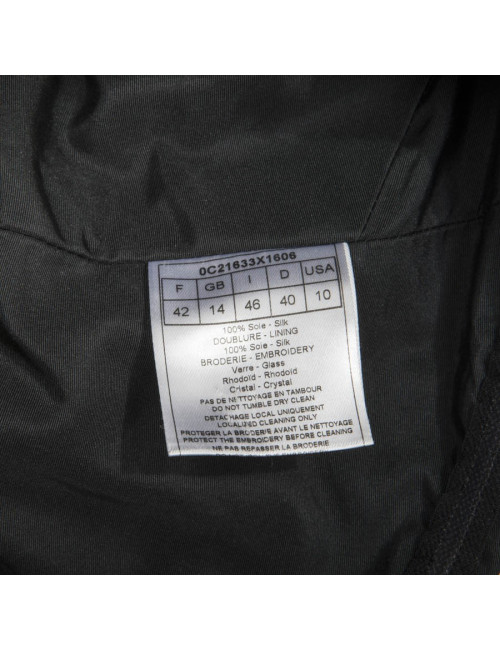 0C21633X1606
F GB I D USA
42 14 46 40 10
100% Soie - Silk
DOUBLURE - LINING
100% Soie - Silk
BRODERIE - EMBROIDERY
Verre - Glass
Rhodoïd - Rhodoid
Cristal - Crystal
PAS DE NETTOYAGE EN TAMBOUR
DO NOT TUMBLE DRY CLEAN
DETACHAGE LOCAL UNIQUEMENT
LOCALIZED CLEANING ONLY
PROTEGER LA BRODERIE AVANT LE NETTOYAGE
PROTECT THE EMBROIDERY BEFORE CLEANING
NE PAS REPASSER LA BRODERIE